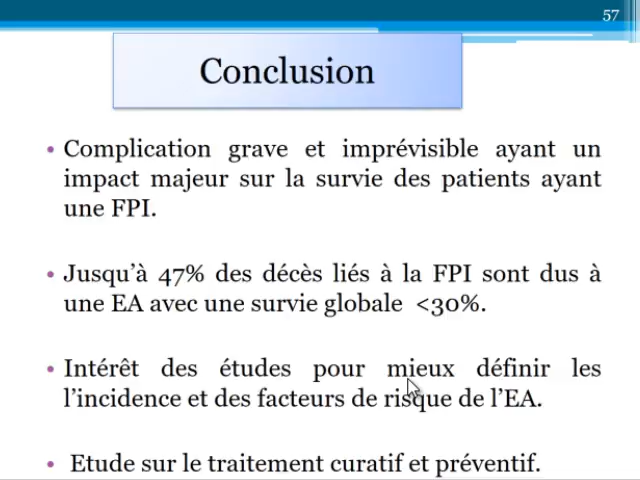 57
Conclusion
• Complication grave et imprévisible ayant un
impact majeur sur la survie des patients ayant
une FPI.
• Jusqu'à 47% des décès liés à la FPI sont dus à
une EA avec une survie globale <30%.
• Intérêt des études pour mieux définir les
l'incidence et des facteurs de risque de l'EA.
• Etude sur le traitement curatif et préventif.